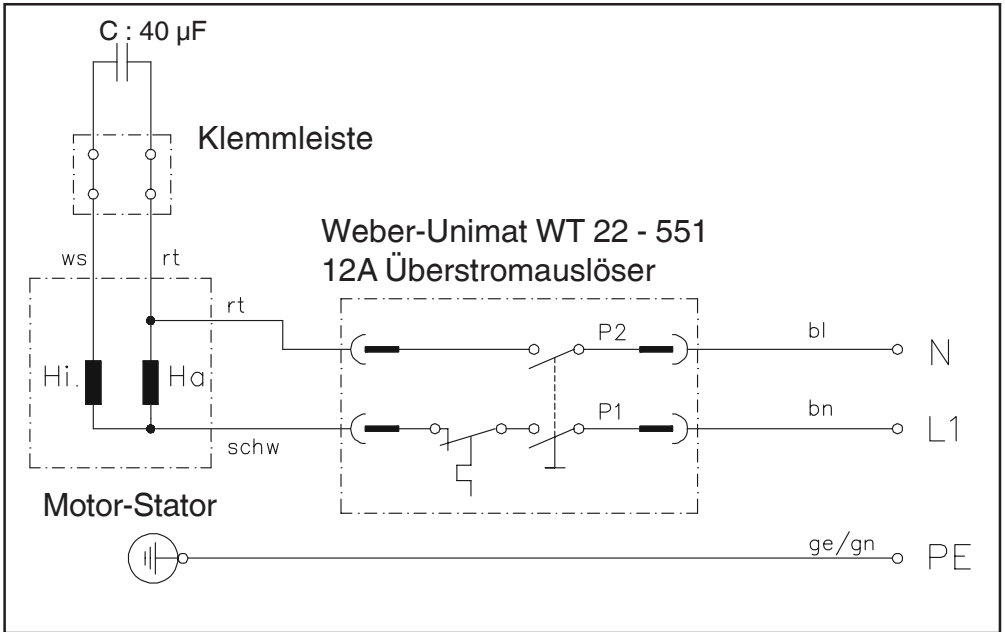 C : 40 µF
Klemmleiste
Weber-Unimat WT 22 - 551
12A Überstromauslöser
ws
rt
rt
P2
bl
N
Hi.
Ha
P1
bn
L1
schw
Motor-Stator
ge/gn
PE